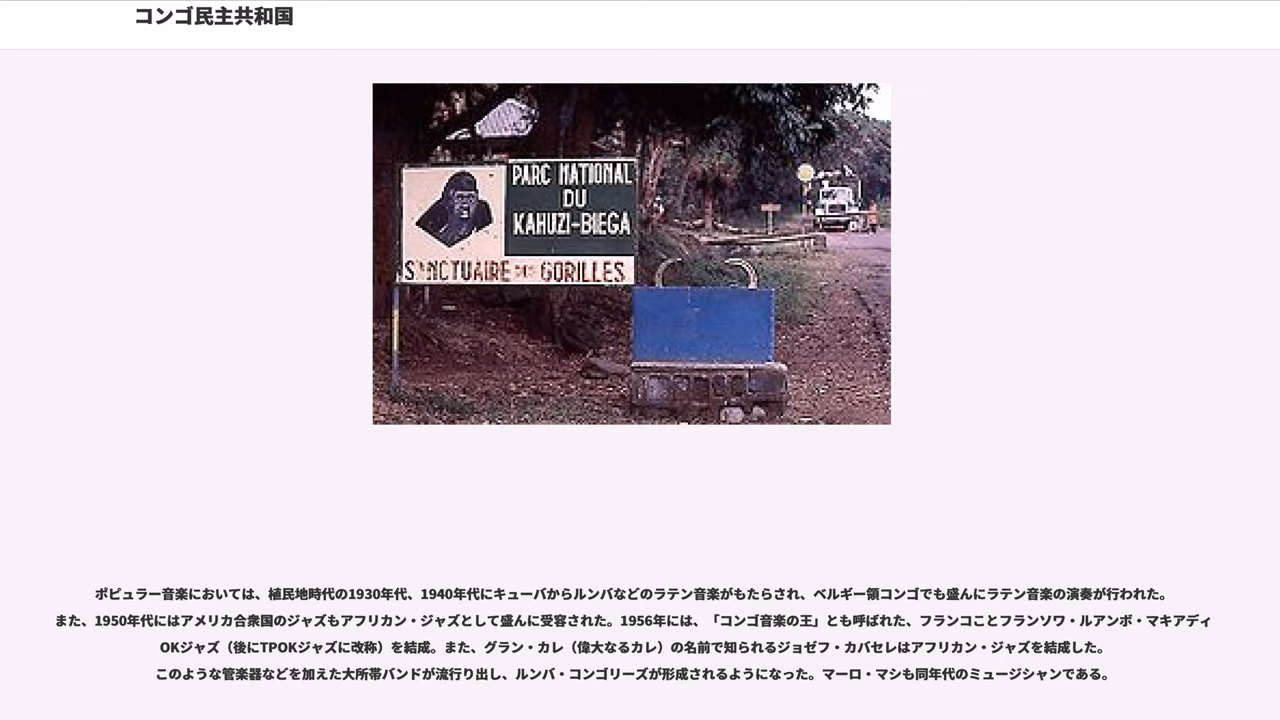 コンゴ民主共和国
PARC NATIONAL
DU
KAHUZI-BIEGA
SANCTUAIRE DES GORILLES
ポピュラー音楽においては、植民地時代の1930年代、1940年代にキューバからルンバなどのラテン音楽がもたらされ、ベルギー領コンゴでも盛んにラテン音楽の演奏が行われた。
また、1950年代にはアメリカ合衆国のジャズもアフリカン・ジャズとして盛んに受容された。1956年には、「コンゴ音楽の王」とも呼ばれた、フランコことフランソワ・ルアンボ・マキアディ
OKジャズ（後にTPOKジャズに改称）を結成。また、グラン・カレ（偉大なるカレ）の名前で知られるジョゼフ・カバセレはアフリカン・ジャズを結成した。
このような管楽器などを加えた大所帯バンドが流行り出し、ルンバ・コンゴリーズが形成されるようになった。マーロ・マシも同年代のミュージシャンである。